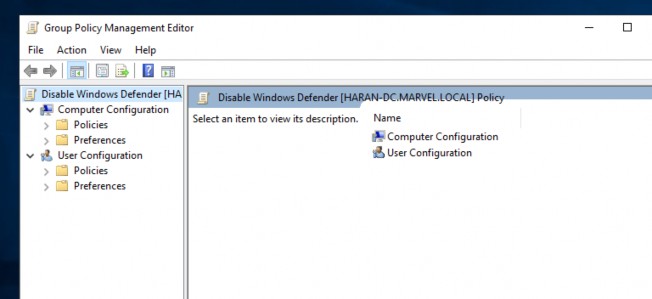 Group Policy Management Editor
File Action View Help
Disable Windows Defender [HA
Computer Configuration
Policies
Preferences
User Configuration
Policies
Preferences
Disable Windows Defender [HARAN-DC.MARVEL.LOCAL] Policy
Select an item to view its description.
Name
Computer Configuration
User Configuration